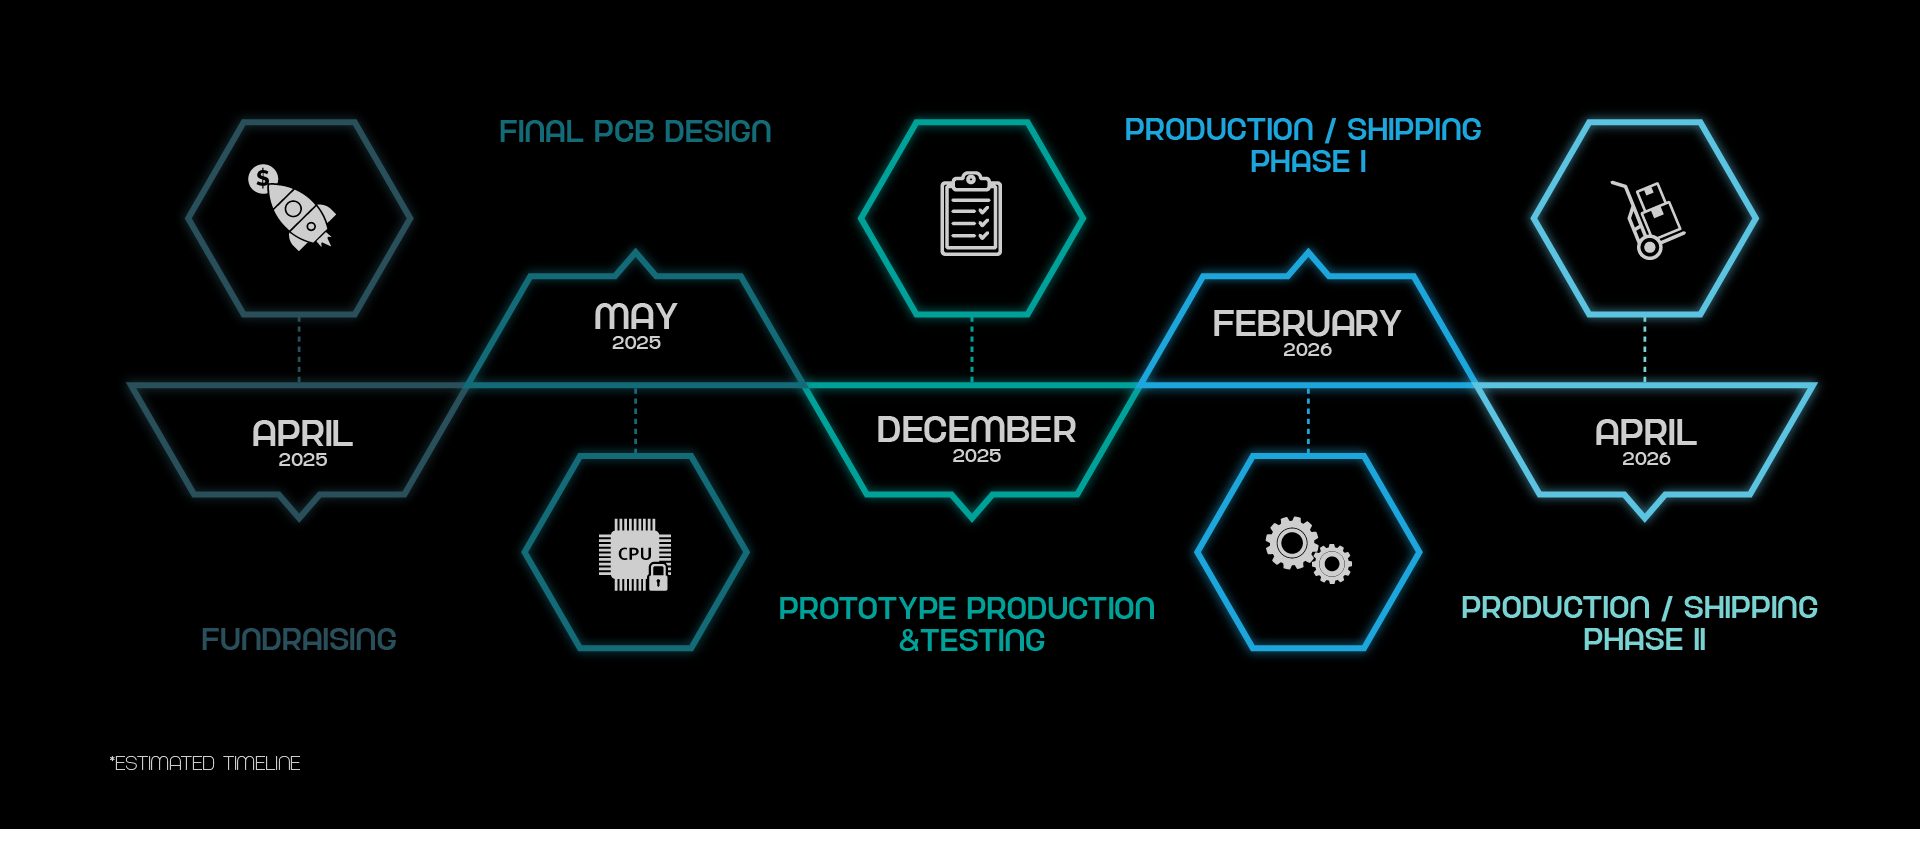 $
APRIL
2025
FUNDRAISING
FINAL PCB DESIGN
MAY
2025
CPU
DECEMBER
2025
PROTOTYPE PRODUCTION
&TESTING
PRODUCTION / SHIPPING
PHASE I
FEBRUARY
2026
APRIL
2026
PRODUCTION / SHIPPING
PHASE II
*ESTIMATED TIMELINE